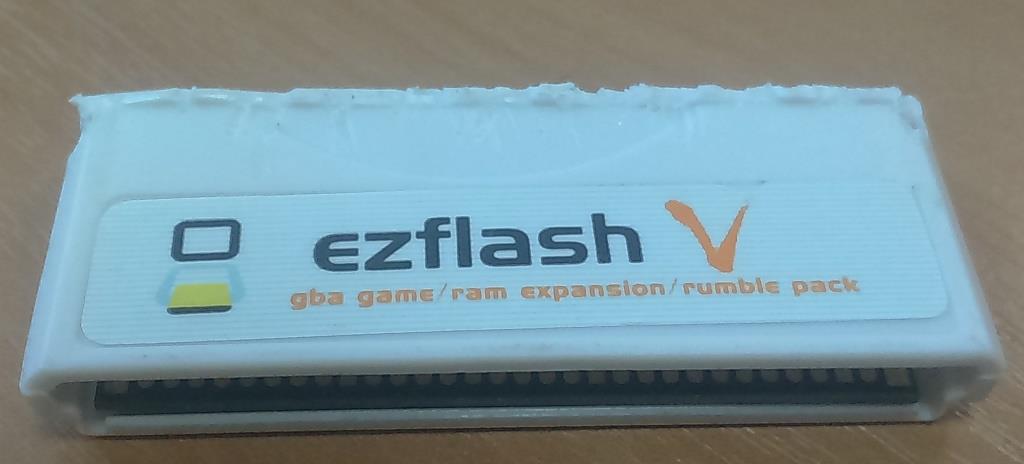 ezflash V
gba game/ram expansion/rumble pack